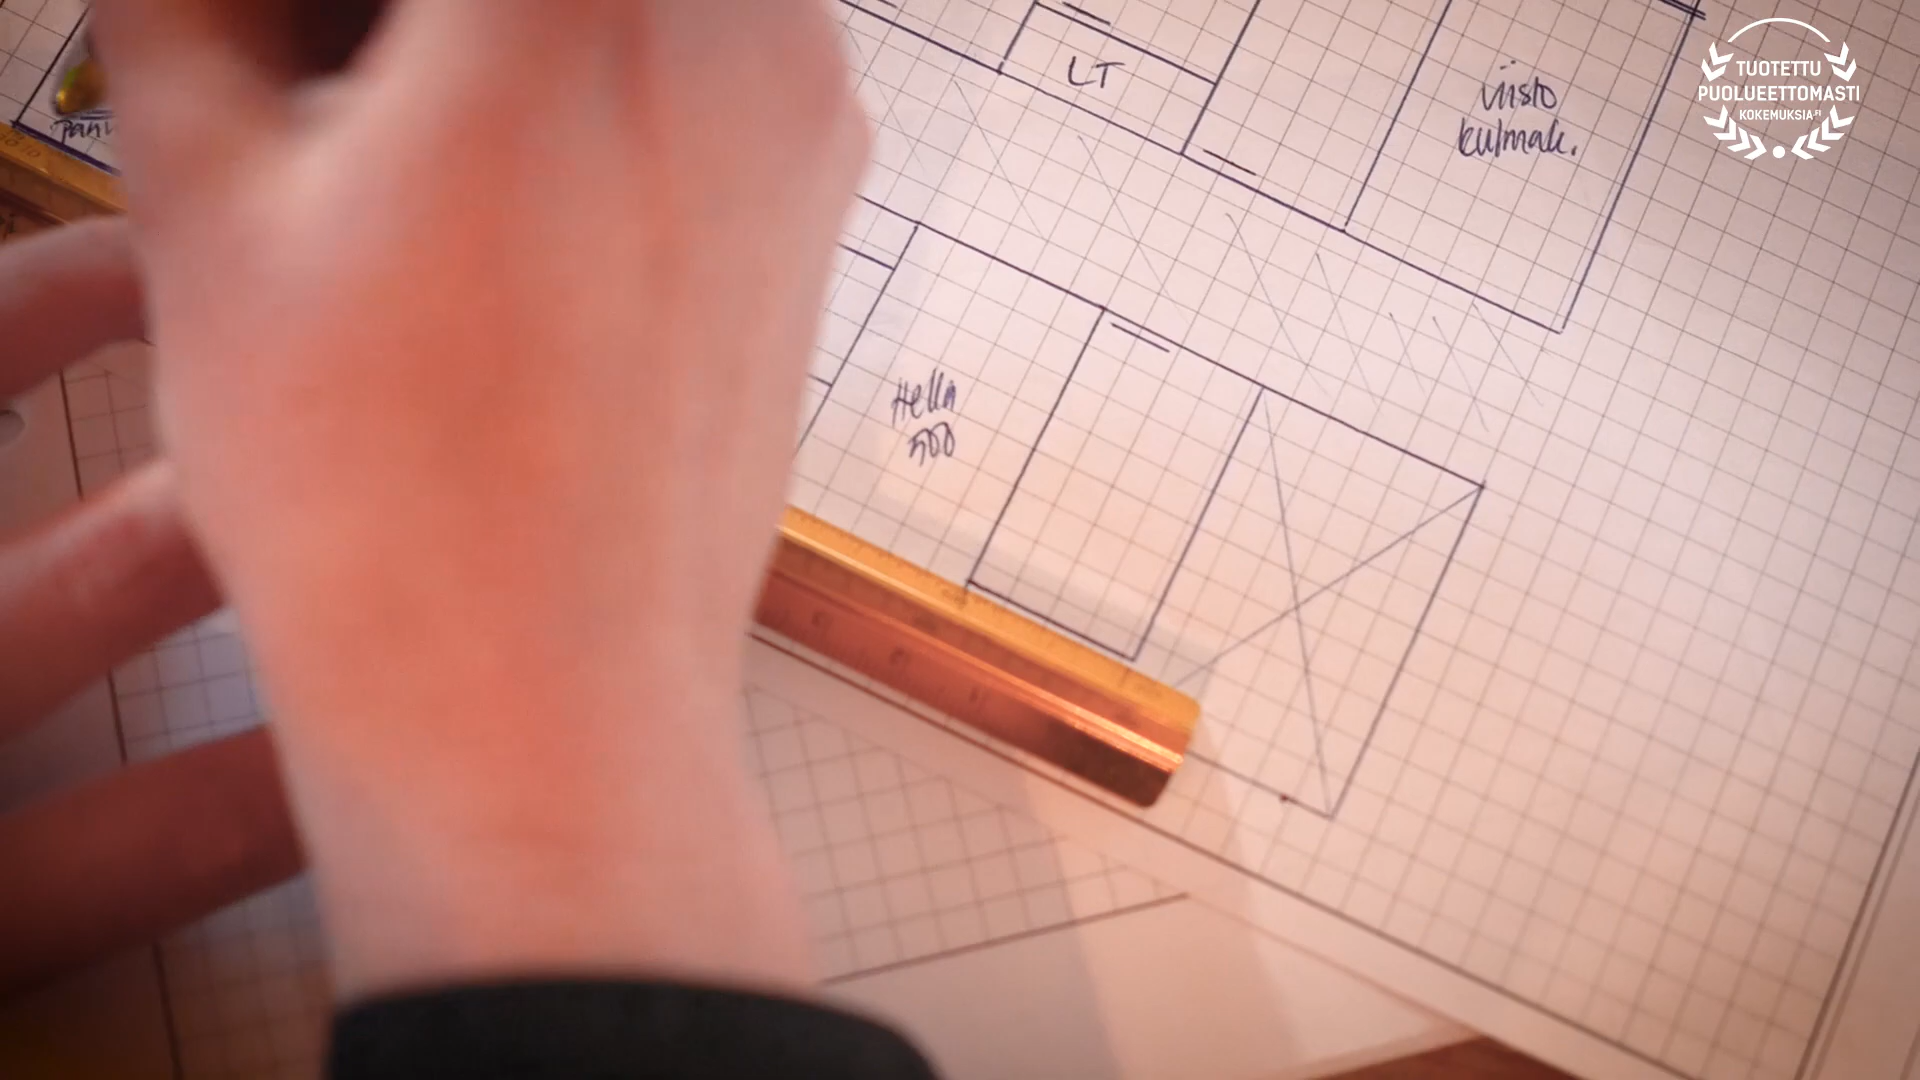 TUOTETTU
PUOLUEETTOMASTI
KOKEMUKSIA.FI
LT
viisto
kulmak.
Hella
500